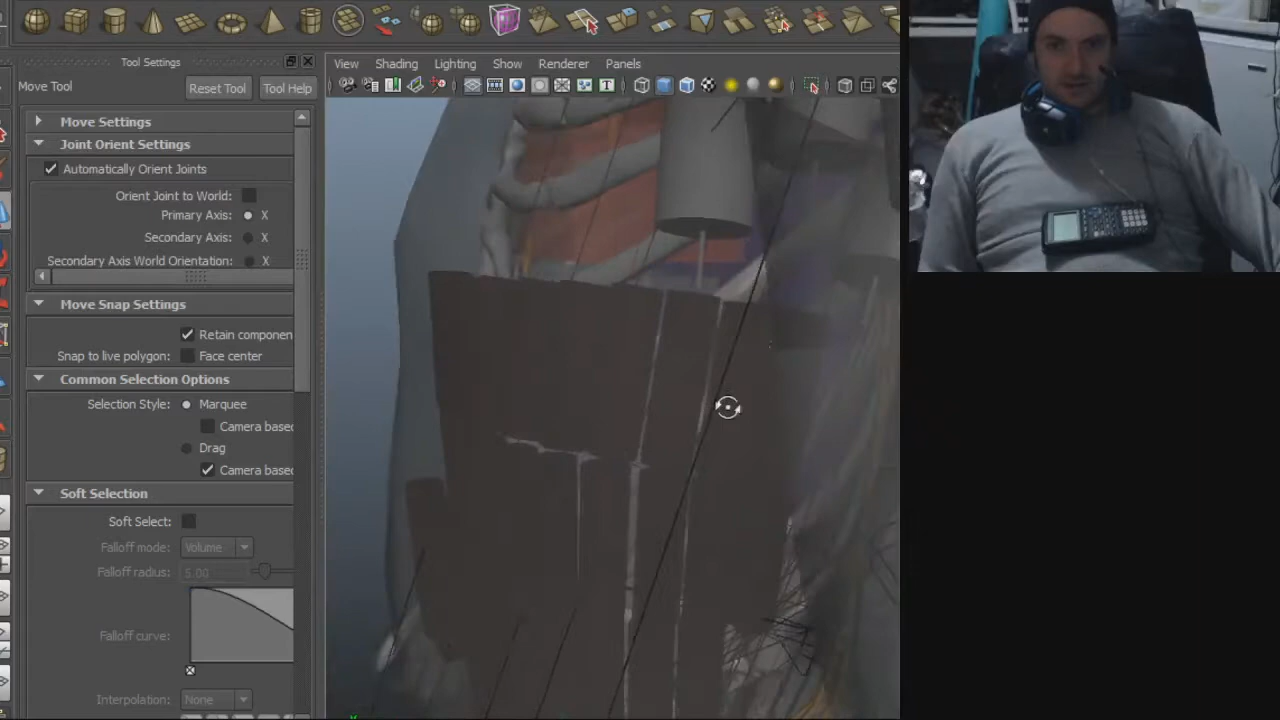 Tool Settings
View Shading Lighting Show Renderer Panels
Move Tool Reset Tool Tool Help
Move Settings
Joint Orient Settings
Automatically Orient Joints
Orient Joint to World:
Primary Axis: X
Secondary Axis: X
Secondary Axis World Orientation: X
Move Snap Settings
Retain componen
Snap to live polygon: Face center
Common Selection Options
Selection Style: Marquee
Camera based
Drag
Camera based
Soft Selection
Soft Select:
Falloff mode: Volume
Falloff radius: 5.00
Falloff curve:
Interpolation: None